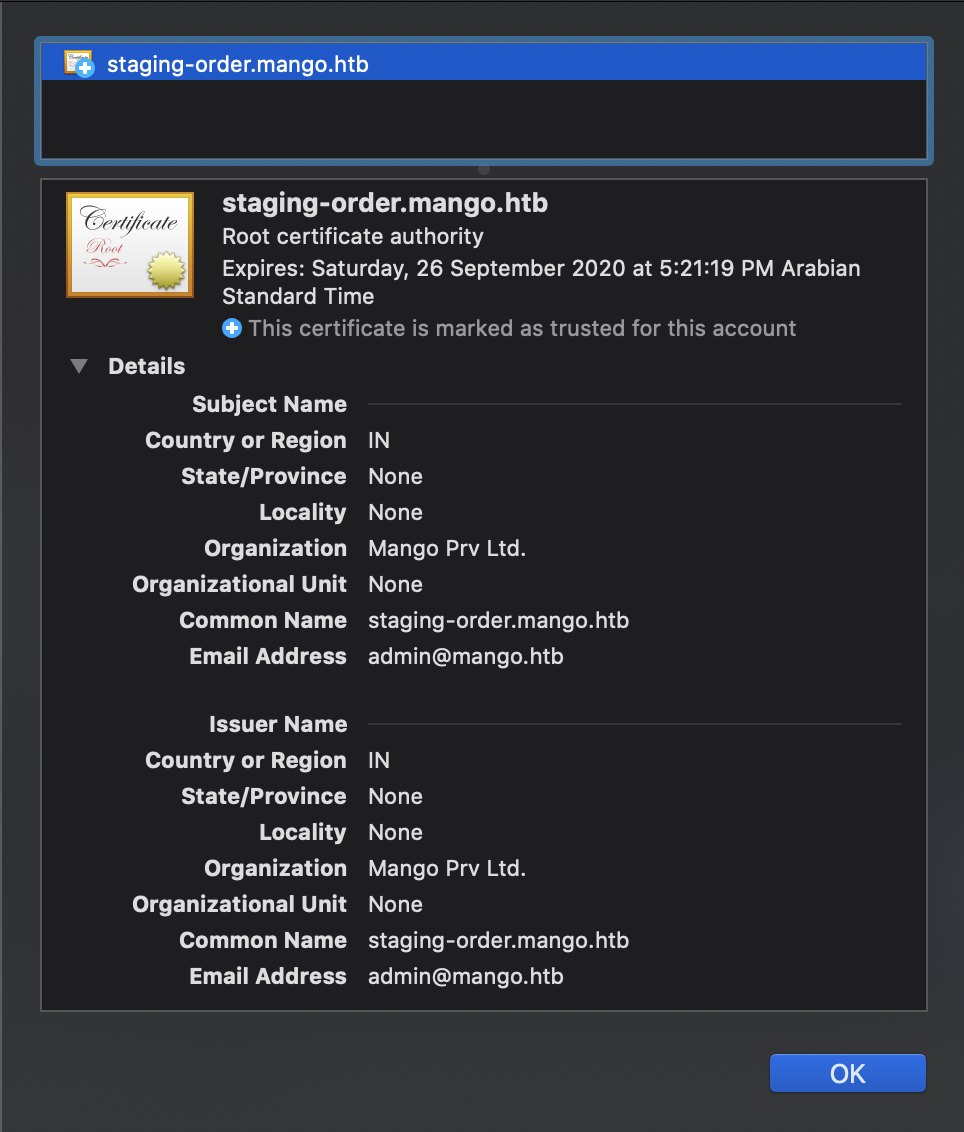 staging-order.mango.htb
Certificate
Root
staging-order.mango.htb
Root certificate authority
Expires: Saturday, 26 September 2020 at 5:21:19 PM Arabian
Standard Time
This certificate is marked as trusted for this account
Details
Subject Name
Country or Region IN
State/Province None
Locality None
Organization Mango Prv Ltd.
Organizational Unit None
Common Name staging-order.mango.htb
Email Address admin@mango.htb
Issuer Name
Country or Region IN
State/Province None
Locality None
Organization Mango Prv Ltd.
Organizational Unit None
Common Name staging-order.mango.htb
Email Address admin@mango.htb
OK